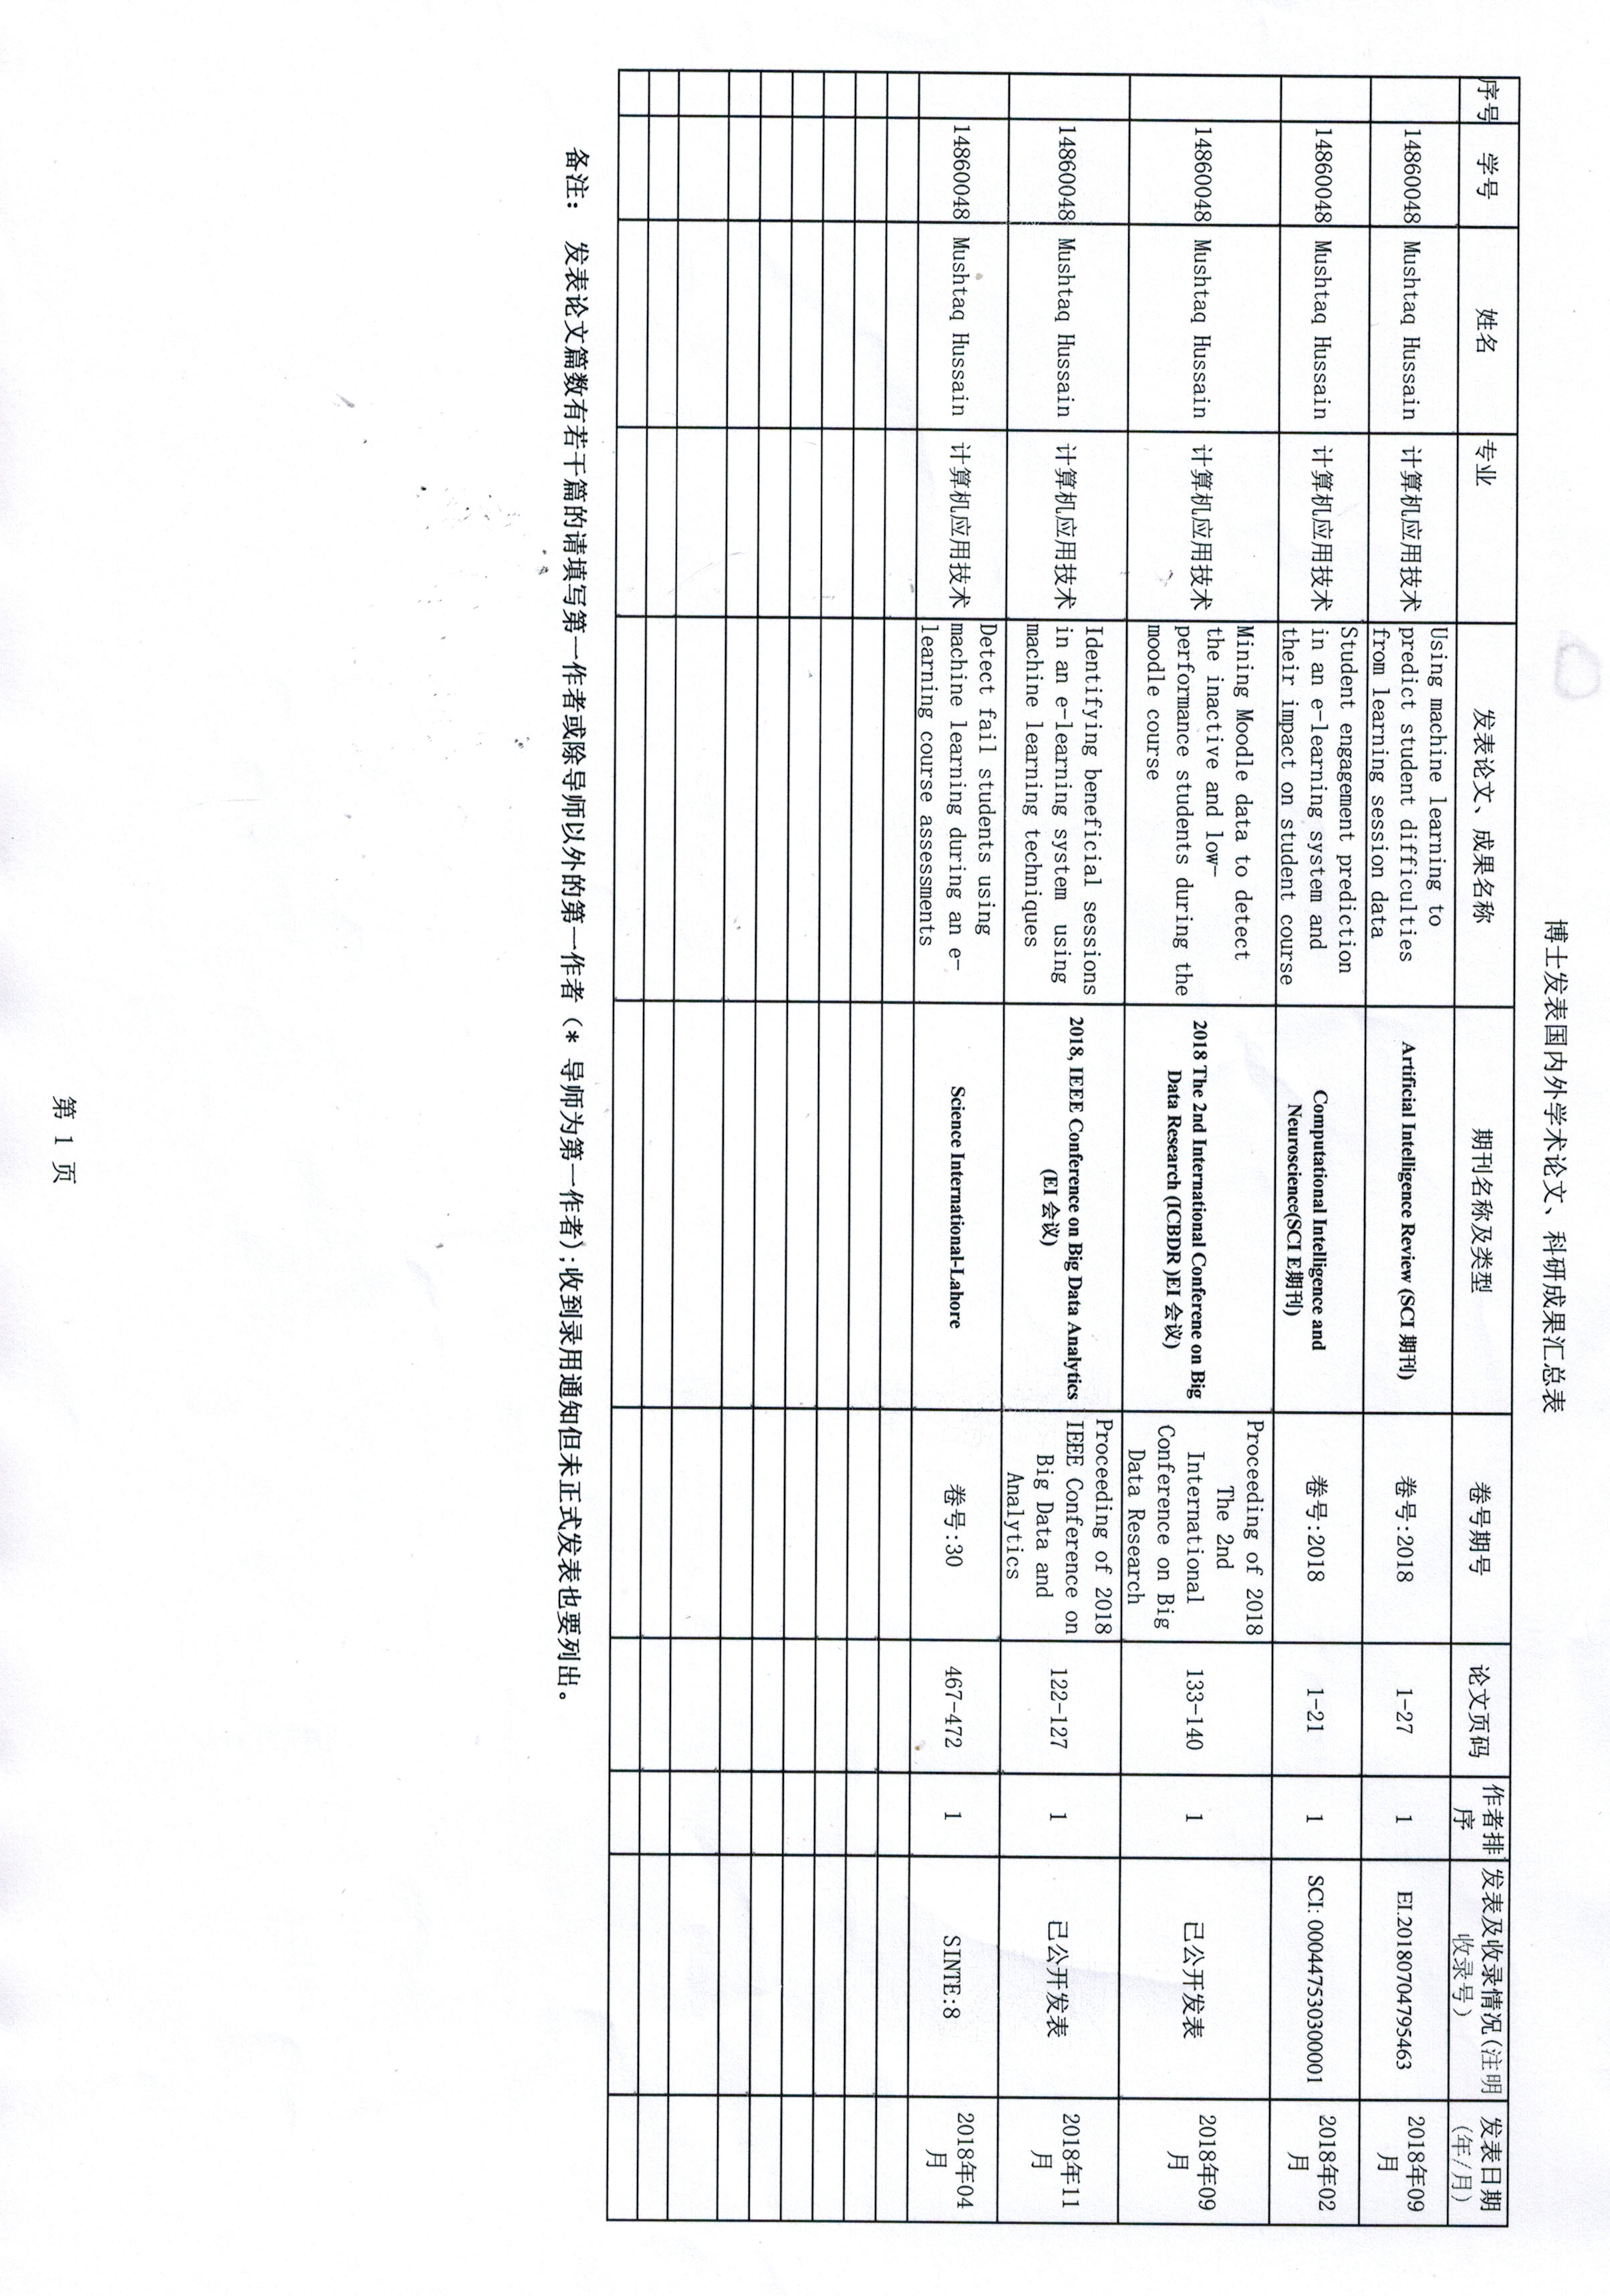 博士发表国内外学术论文、科研成果汇总表
序号 学号 姓名 专业 发表论文、成果名称 期刊名称及类型 卷号期号 论文页码 作者排序 发表及收录情况(注明收录号) 发表日期(年/月)
14860048 Mushtaq Hussain 计算机应用技术
Using machine learning to
predict student difficulties
from learning session data
Artificial Intelligence Review (SCI 期刊)
卷号:2018
1-27
1
EI.20180704795463
2018年09
月
14860048 Mushtaq Hussain 计算机应用技术
Student engagement prediction
in an e-learning system and
their impact on student course
Computational Intelligence and
Neuroscience(SCI E期刊)
卷号:2018
1-21
1
SCI: 000447530300001
2018年02
月
14860048 Mushtaq Hussain 计算机应用技术
Mining Moodle data to detect
the inactive and low-
performance students during the
moodle course
2018 The 2nd International Conferene on Big
Data Research (ICBDR )EI 会议)
Proceeding of 2018
The 2nd
International
Conference on Big
Data Research
133-140
1
已公开发表
2018年09
月
14860048 Mushtaq Hussain 计算机应用技术
Identifying beneficial sessions
in an e-learning system using
machine learning techniques
2018, IEEE Conference on Big Data Analytics
(EI 会议)
Proceeding of 2018
IEEE Conference on
Big Data and
Analytics
122-127
1
已公开发表
2018年11
月
14860048 Mushtaq Hussain 计算机应用技术
Detect fail students using
machine learning during an e-
learning course assessments
Science International-Lahore
卷号:30
467-472
1
SINTE:8
2018年04
月
备注: 发表论文篇数有若干篇的请填写第一作者或除导师以外的第一作者(* 导师为第一作者);收到录用通知但未正式发表也要列出。
第 1 页